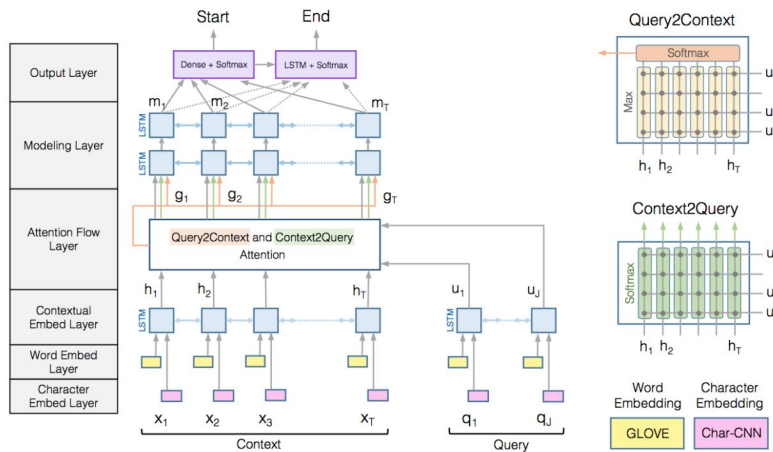 Start End
Query2Context
Output Layer
Dense + Softmax
LSTM + Softmax
Softmax
Max
u
u
u
h1 h2 hT
m1 m2 mT
LSTM
Modeling Layer
LSTM
g1 g2 gT
Attention Flow
Layer
Query2Context and Context2Query
Attention
Context2Query
Softmax
u
u
u
h1 h2 hT
h1 h2 hT
u1 uJ
Contextual
Embed Layer
LSTM
LSTM
Word Embed
Layer
Character
Embed Layer
x1 x2 x3 xT
q1 qJ
Context
Query
Word
Embedding
Character
Embedding
GLOVE
Char-CNN